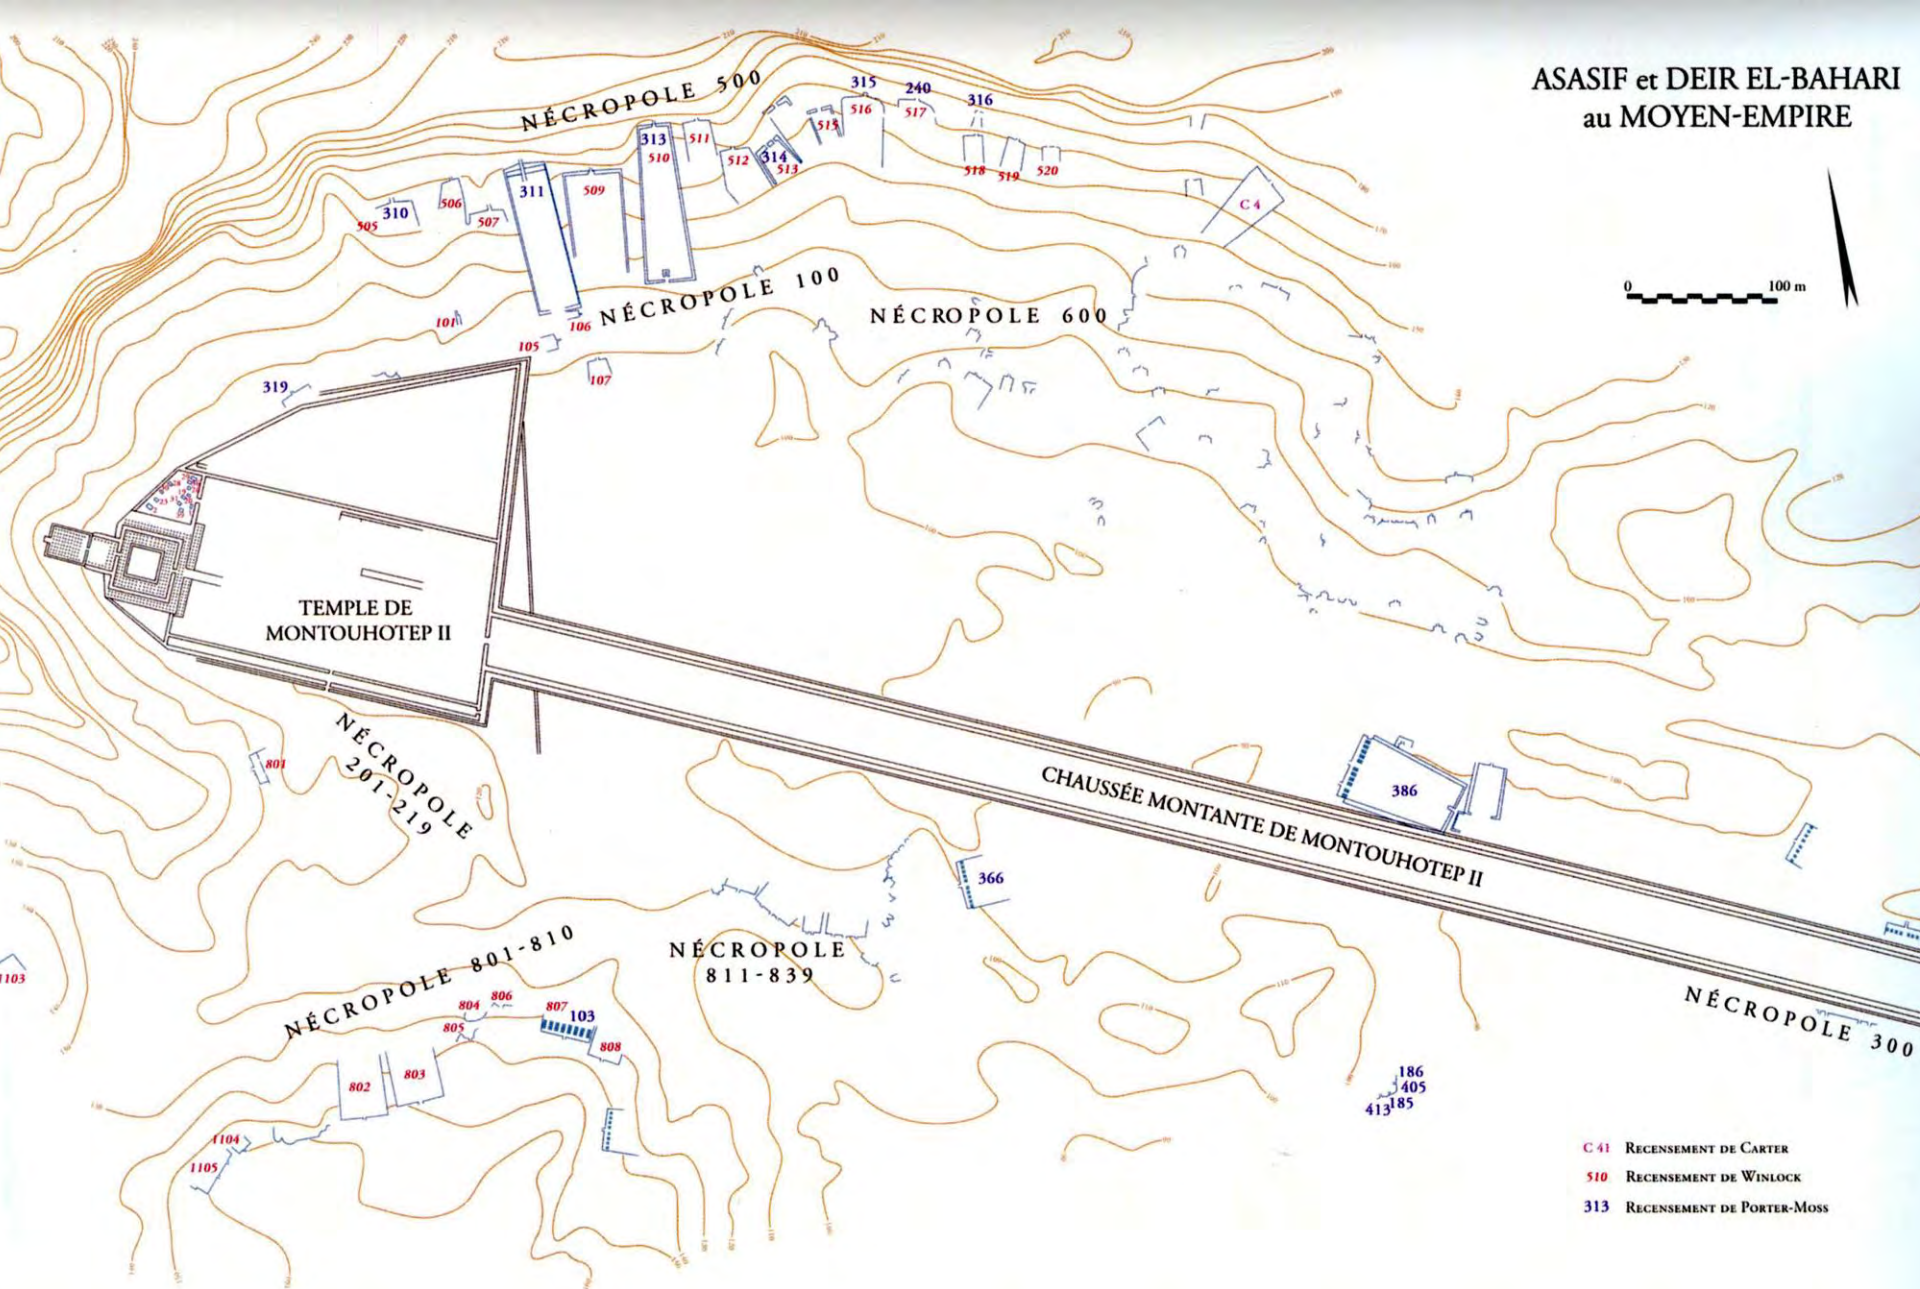 ASASIF et DEIR EL-BAHARI
au MOYEN-EMPIRE
NÉCROPOLE 500
315
240
316
516
517
515
313
510
511
512
314
513
518
519
520
C 4
311
509
506
507
310
505
0
100 m
NÉCROPOLE 100
NÉCROPOLE 600
101
106
105
107
319
TEMPLE DE
MONTOUHOTEP II
NÉCROPOLE
201-219
801
CHAUSSÉE MONTANTE DE MONTOUHOTEP II
386
366
NÉCROPOLE
811-839
NÉCROPOLE 801-810
1103
804
806
805
807
103
808
802
803
1104
1105
NÉCROPOLE 300
186
405
413
185
C 41 RECENSEMENT DE CARTER
510 RECENSEMENT DE WINLOCK
313 RECENSEMENT DE PORTER-MOSS